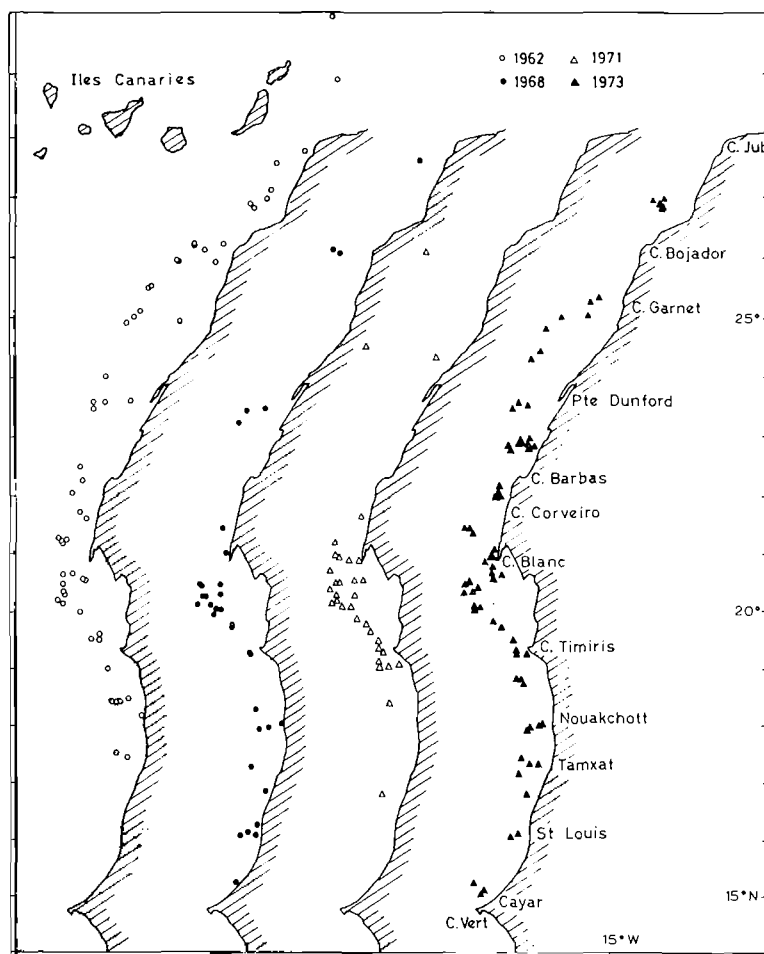 1962
1971
1968
1973
Iles Canaries
C. Jub
C. Bojador
C. Garnet
25°
Pte Dunford
C. Barbas
C. Corveiro
C. Blanc
20°
C. Timiris
Nouakchott
Tamxat
St Louis
15°N
Cayar
C. Vert
15°W